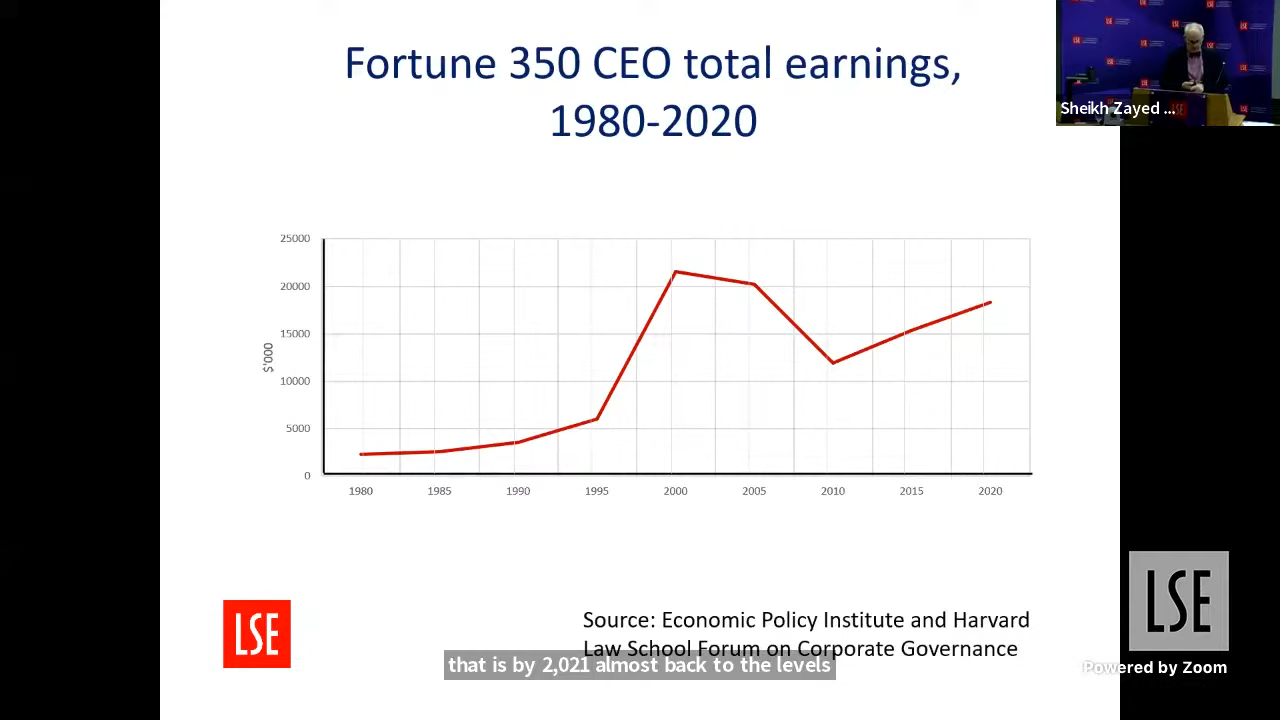 Fortune 350 CEO total earnings,
1980-2020
Sheikh Zayed ...
25000
20000
15000
10000
5000
0
$'000
1980 1985 1990 1995 2000 2005 2010 2015 2020
LSE
Source: Economic Policy Institute and Harvard
Law School Forum on Corporate Governance
that is by 2,021 almost back to the levels
LSE
Powered by Zoom